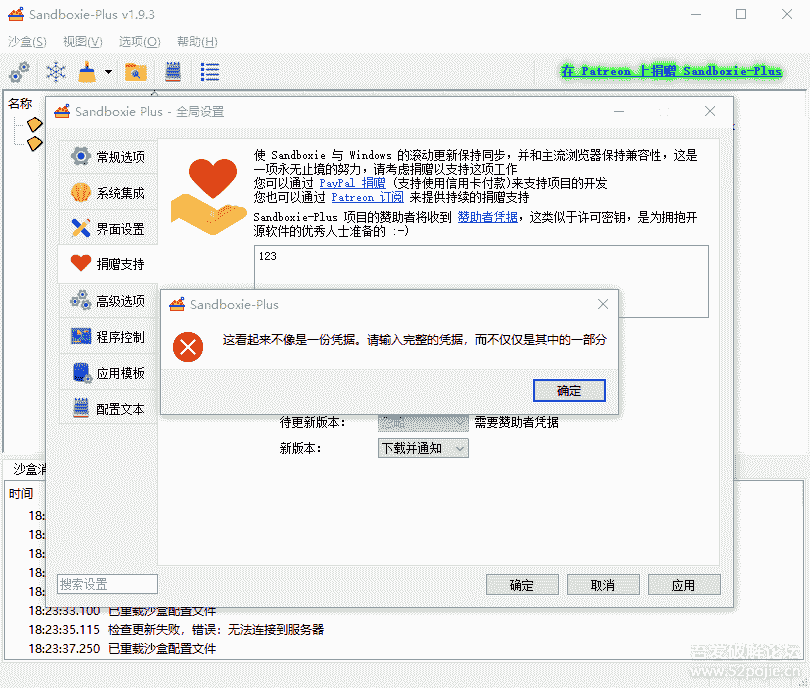 Sandboxie-Plus v1.9.3
沙盒(S) 视图(V) 选项(O) 帮助(H)
在 Patreon 上捐赠 Sandboxie-Plus
名称
Sandboxie Plus - 全局设置
常规选项
系统集成
界面设置
捐赠支持
高级选项
程序控制
应用模板
配置文本
使 Sandboxie 与 Windows 的滚动更新保持同步，并和主流浏览器保持兼容性，这是
一项永无止境的努力，请考虑捐赠以支持这项工作
您可以通过 PayPal 捐赠 (支持使用信用卡付款)来支持项目的开发
您也可以通过 Patreon 订阅 来提供持续的捐赠支持
Sandboxie-Plus 项目的赞助者将收到 赞助者凭据，这类似于许可密钥，是为拥抱开
源软件的优秀人士准备的 :-)
123
Sandboxie-Plus
这看起来不像是一份凭据。请输入完整的凭据，而不仅仅是其中的一部分
确定
待更新版本: 需要赞助者凭据
新版本: 下载并通知
搜索设置
确定 取消 应用
沙盒消
时间
18:
18:
18:
18:
18:
18:23:33.100 已重载沙盒配置文件
18:23:35.115 检查更新失败，错误：无法连接到服务器
18:23:37.250 已重载沙盒配置文件
吾爱破解论坛
www.52pojie.cn